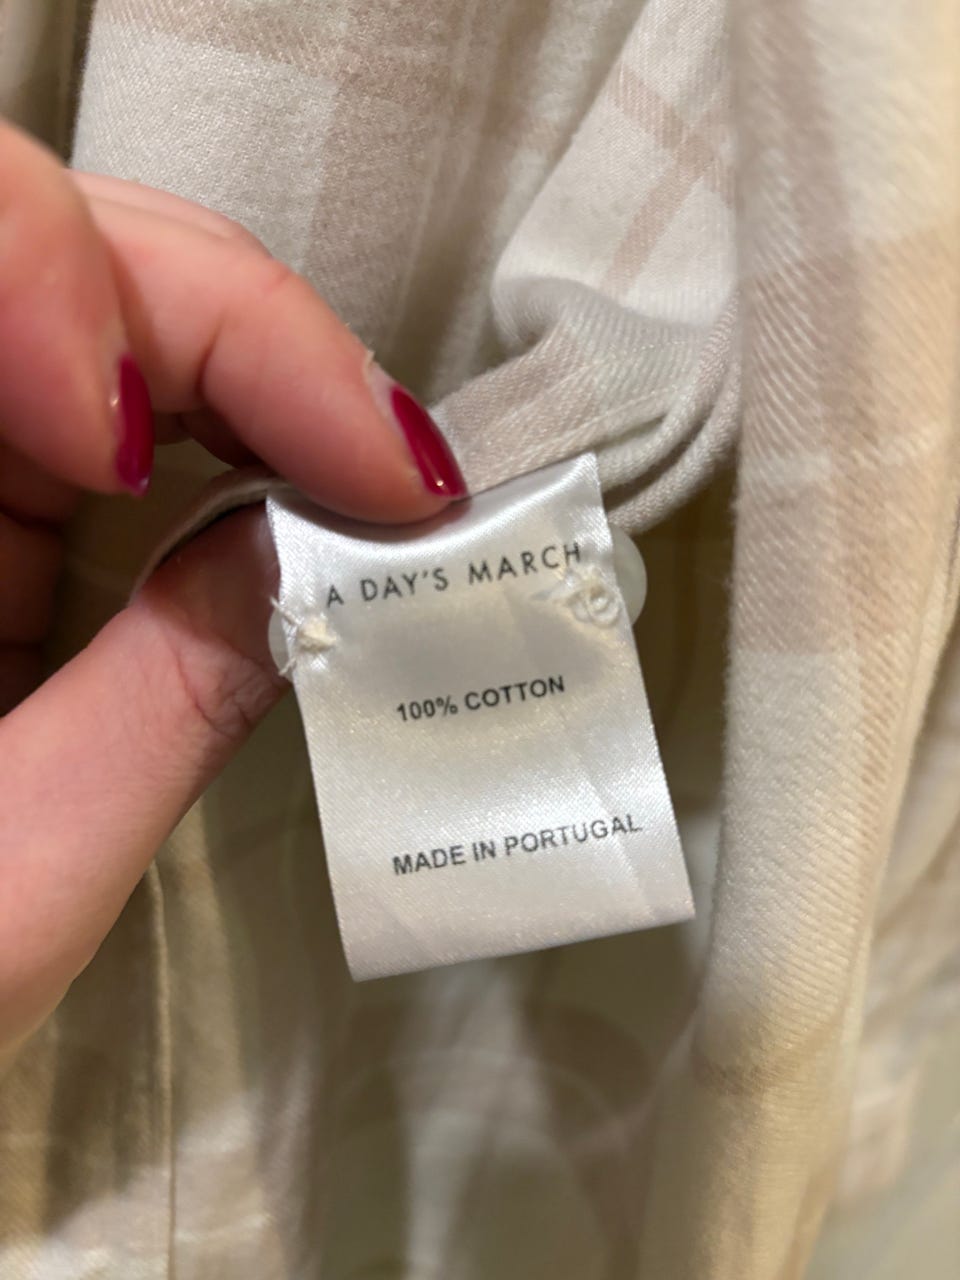 A DAY'S MARCH
100% COTTON
MADE IN PORTUGAL